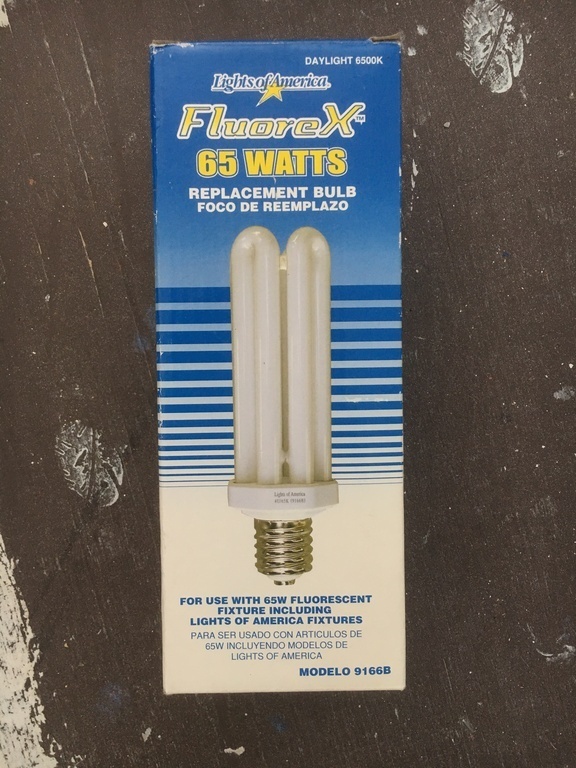 DAYLIGHT 6500K
Lights of America
FluoreX™
65 WATTS
REPLACEMENT BULB
FOCO DE REEMPLAZO
Lights of America
FOR USE WITH 65W FLUORESCENT
FIXTURE INCLUDING
LIGHTS OF AMERICA FIXTURES
PARA SER USADO CON ARTICULOS DE
65W INCLUYENDO MODELOS DE
LIGHTS OF AMERICA
MODELO 9166B